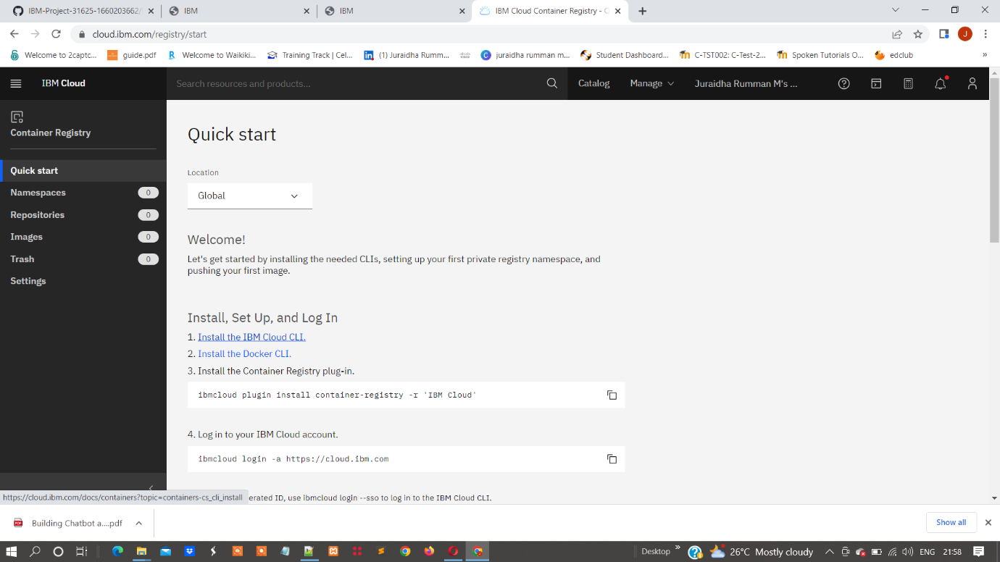 IBM-Project-31625-1660203662/
IBM
IBM
IBM Cloud Container Registry - C
cloud.ibm.com/registry/start
J
Welcome to 2captc...
guide.pdf
Welcome to Waikiki...
Training Track | Cel...
(1) Juraidha Rumm...
juraidha rumman m...
Student Dashboard...
C-TST002: C-Test-2...
Spoken Tutorials O...
edclub
»
IBM Cloud
Search resources and products...
Catalog
Manage
Juraidha Rumman M's ...
Container Registry
Quick start
Namespaces 0
Repositories 0
Images 0
Trash 0
Settings
Quick start
Location
Global
Welcome!
Let's get started by installing the needed CLIs, setting up your first private registry namespace, and
pushing your first image.
Install, Set Up, and Log In
1. Install the IBM Cloud CLI.
2. Install the Docker CLI.
3. Install the Container Registry plug-in.
ibmcloud plugin install container-registry -r 'IBM Cloud'
4. Log in to your IBM Cloud account.
ibmcloud login -a https://cloud.ibm.com
erated ID, use ibmcloud login --sso to log in to the IBM Cloud CLI.
https://cloud.ibm.com/docs/containers?topic=containers-cs_cli_install
Building Chatbot a....pdf
Show all
Desktop
»
26°C Mostly cloudy
ENG
21:58